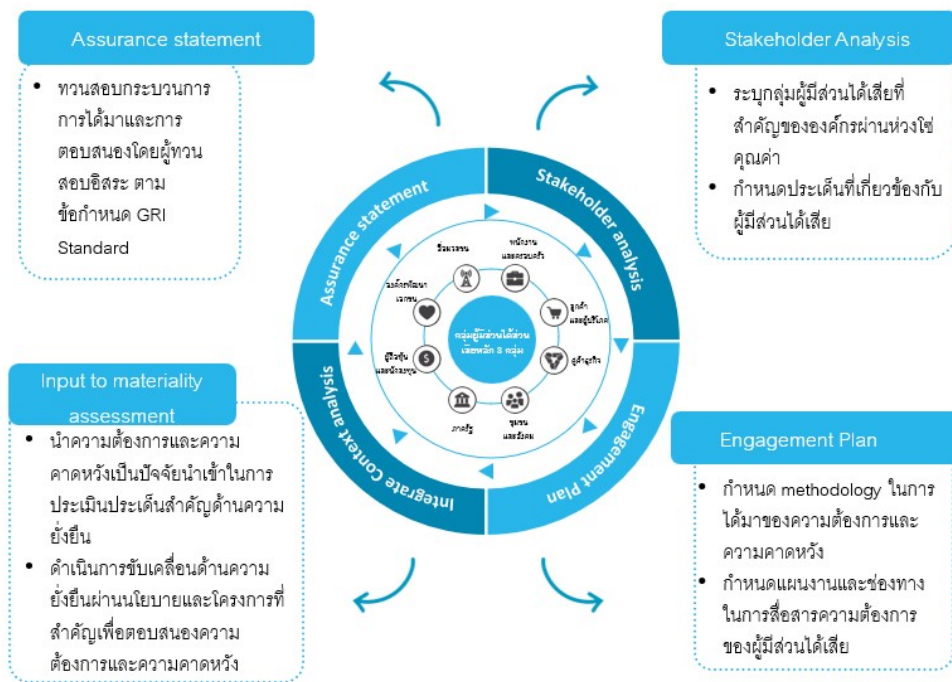 Assurance statement
• ทวนสอบกระบวนการ
การได้มาและการ
ตอบสนองโดยผู้ทวน
สอบอิสระ ตาม
ข้อกำหนด GRI
Standard
Stakeholder Analysis
• ระบุกลุ่มผู้มีส่วนได้เสียที่
สำคัญขององค์กรผ่านห่วงโซ่
คุณค่า
• กำหนดประเด็นที่เกี่ยวข้องกับ
ผู้มีส่วนได้เสีย
Assurance statement
Stakeholder analysis
Engagement Plan
Integrate Context analysis
สื่อมวลชน
พนักงาน
และครอบครัว
ลูกค้า
และผู้บริโภค
คู่ค้าธุรกิจ
ชุมชน
และสังคม
ภาครัฐ
ผู้ถือหุ้น
และนักลงทุน
องค์กรพัฒนา
เอกชน
กลุ่มผู้มีส่วนได้ส่วน
เสียหลัก 8 กลุ่ม
Input to materiality
assessment
• นำความต้องการและความ
คาดหวังเป็นปัจจัยนำเข้าในการ
ประเมินประเด็นสำคัญด้านความ
ยั่งยืน
• ดำเนินการขับเคลื่อนด้านความ
ยั่งยืนผ่านนโยบายและโครงการที่
สำคัญเพื่อตอบสนองความ
ต้องการและความคาดหวัง
Engagement Plan
• กำหนด methodology ในการ
ได้มาของความต้องการและ
ความคาดหวัง
• กำหนดแผนงานและช่องทาง
ในการสื่อสารความต้องการ
ของผู้มีส่วนได้เสีย